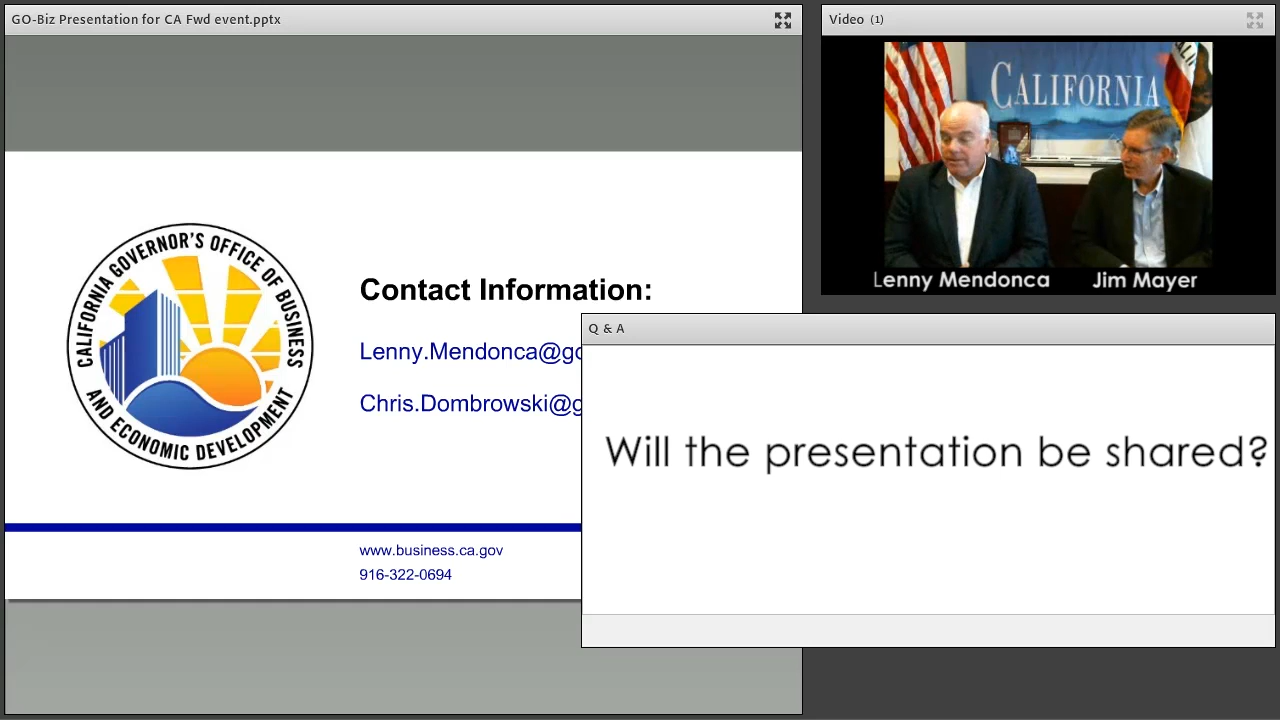 GO-Biz Presentation for CA Fwd event.pptx
Video (1)
CALIFORNIA
Lenny Mendonca
Jim Mayer
CALIFORNIA GOVERNOR'S OFFICE OF BUSINESS
AND ECONOMIC DEVELOPMENT
Contact Information:
Lenny.Mendonca@go
Chris.Dombrowski@g
www.business.ca.gov
916-322-0694
Q & A
Will the presentation be shared?